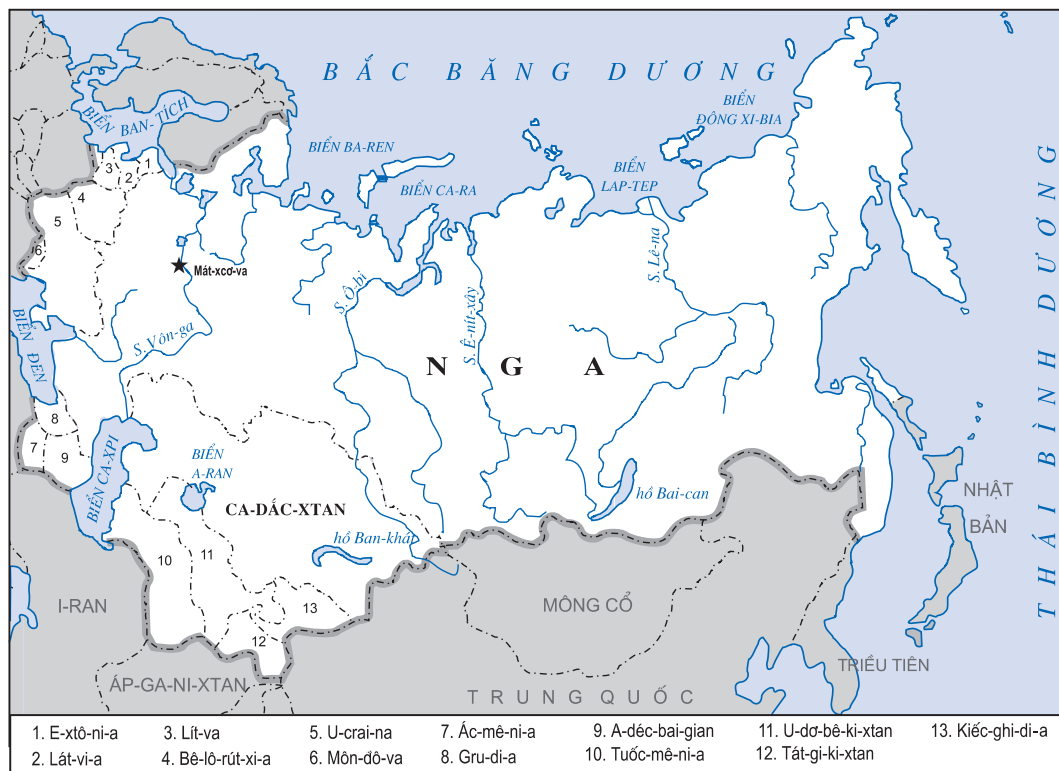 BẮC BĂNG DƯƠNG
BIỂN BAN-TÍCH
BIỂN
ĐÔNG XI-BIA
BIỂN BA-REN
BIỂN CA-RA
BIỂN
LAP-TEP
3
1
2
4
5
6
Mát-xcơ-va
S. Ô-bi
S. Ê-nít-xây
S. Lê-na
BIỂN ĐEN
S. Vôn-ga
NGA
THÁI BÌNH DƯƠNG
8
7
9
BIỂN CA-XPI
BIỂN
A-RAN
CA-DẮC-XTAN
hồ Bai-can
hồ Ban-khát
NHẬT
BẢN
10
11
13
12
I-RAN
MÔNG CỔ
ÁP-GA-NI-XTAN
TRUNG QUỐC
TRIỀU TIÊN
1. E-xtô-ni-a 3. Lít-va 5. U-crai-na 7. Ác-mê-ni-a 9. A-déc-bai-gian 11. U-dơ-bê-ki-xtan 13. Kiếc-ghi-di-a
2. Lát-vi-a 4. Bê-lô-rút-xi-a 6. Môn-đô-va 8. Gru-di-a 10. Tuốc-mê-ni-a 12. Tát-gi-ki-xtan